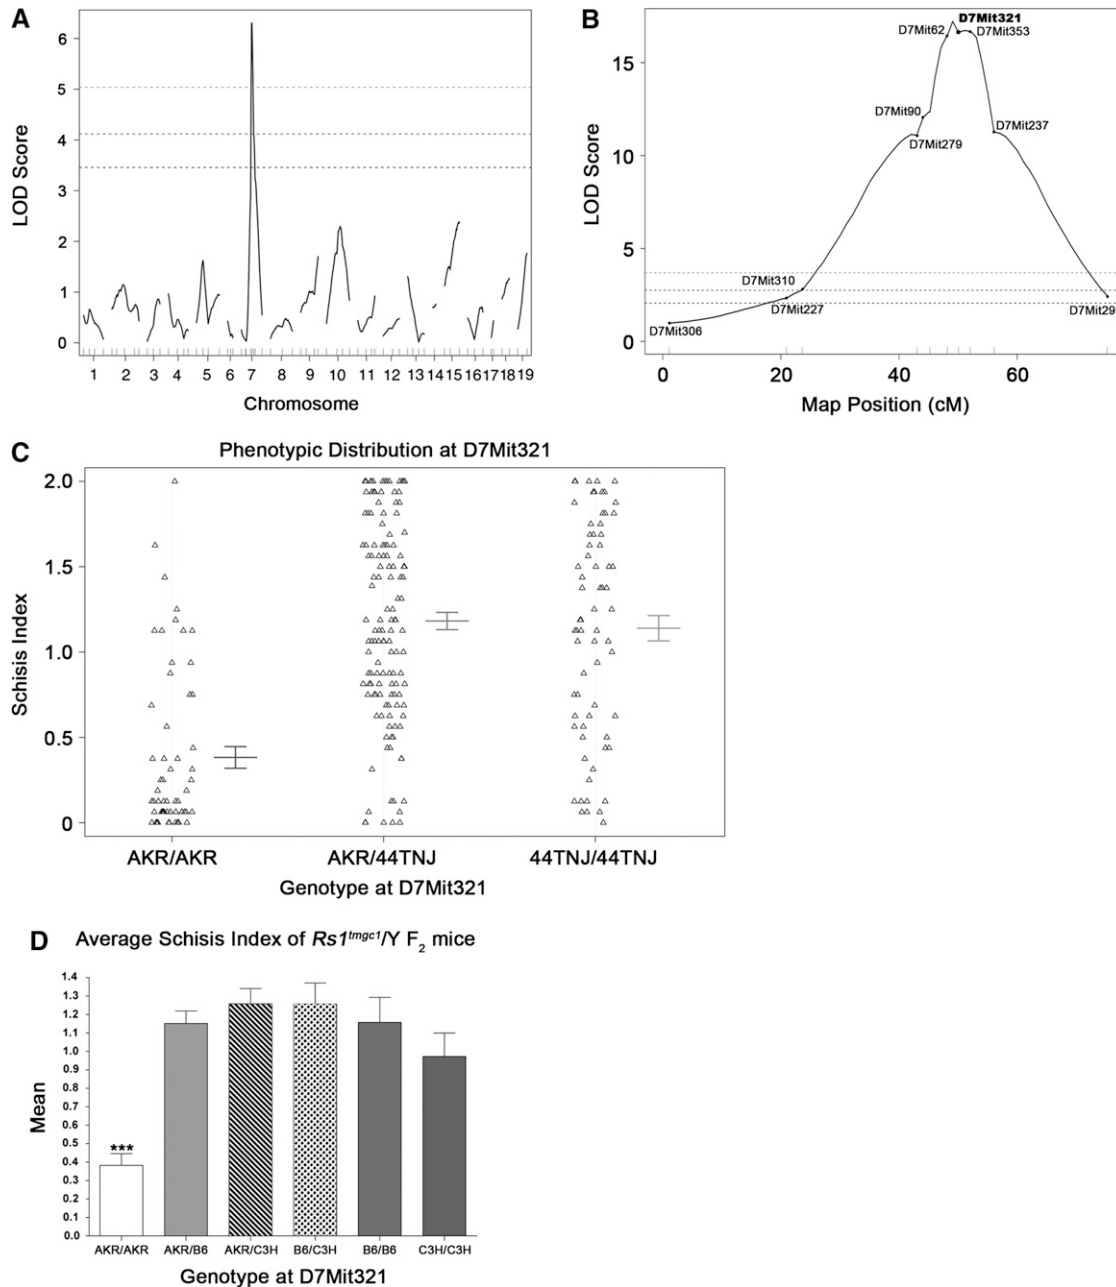 A
LOD Score
6
5
4
3
2
1
0
1 2 3 4 5 6 7 8 9 10 11 12 13 14 15 16 17 18 19
Chromosome
B
LOD Score
15
10
5
0
D7Mit321
D7Mit62
D7Mit353
D7Mit90
D7Mit279
D7Mit237
D7Mit310
D7Mit227
D7Mit306
D7Mit29
0 20 40 60
Map Position (cM)
C
Phenotypic Distribution at D7Mit321
Schisis Index
2.0
1.5
1.0
0.5
0
AKR/AKR AKR/44TNJ 44TNJ/44TNJ
Genotype at D7Mit321
D
Average Schisis Index of Rs1^tmgc1/Y F₂ mice
Mean
1.4
1.3
1.2
1.1
1.0
0.9
0.8
0.7
0.6
0.5
0.4
0.3
0.2
0.1
0.0
***
AKR/AKR AKR/B6 AKR/C3H B6/C3H B6/B6 C3H/C3H
Genotype at D7Mit321